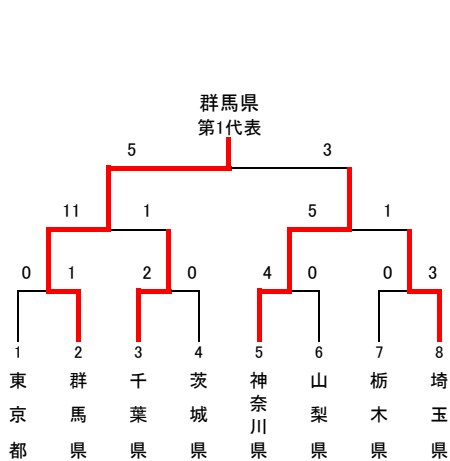 群馬県
第1代表
5 3
11 1 5 1
0 1 2 0 4 0 0 3
1 2 3 4 5 6 7 8
東京都
群馬県
千葉県
茨城県
神奈川県
山梨県
栃木県
埼玉県